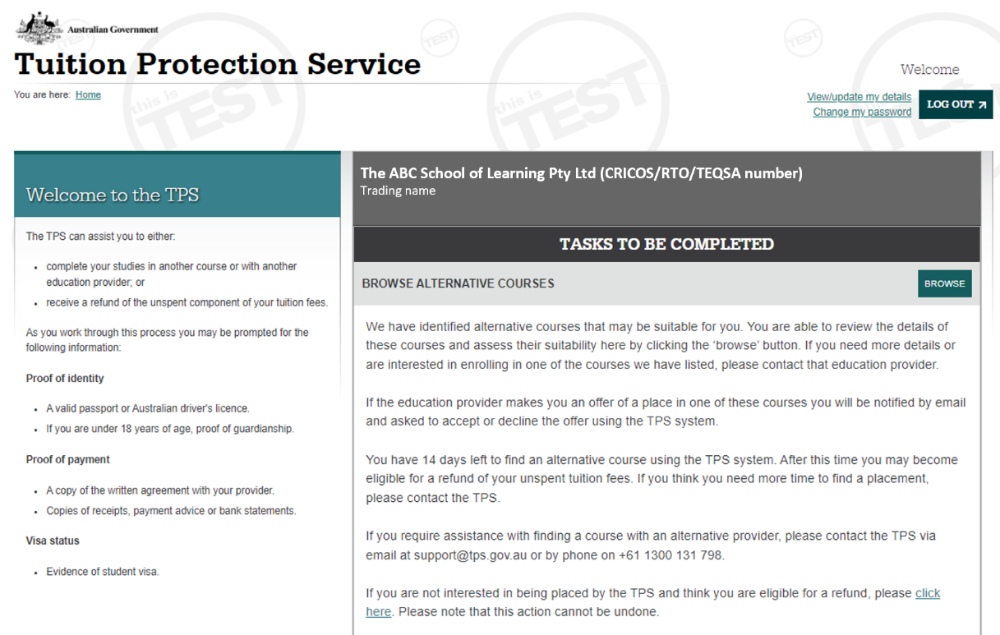 Australian Government
Tuition Protection Service
Welcome
You are here: Home
View/update my details
Change my password
LOG OUT
this is
TEST
TEST
this is
TEST
TEST
TEST
Welcome to the TPS
The TPS can assist you to either:
• complete your studies in another course or with another
education provider; or
• receive a refund of the unspent component of your tuition fees.
As you work through this process you may be prompted for the
following information:
Proof of identity
• A valid passport or Australian driver's licence.
• If you are under 18 years of age, proof of guardianship.
Proof of payment
• A copy of the written agreement with your provider.
• Copies of receipts, payment advice or bank statements.
Visa status
• Evidence of student visa.
The ABC School of Learning Pty Ltd (CRICOS/RTO/TEQSA number)
Trading name
TASKS TO BE COMPLETED
BROWSE ALTERNATIVE COURSES
BROWSE
We have identified alternative courses that may be suitable for you. You are able to review the details of
these courses and assess their suitability here by clicking the ‘browse’ button. If you need more details or
are interested in enrolling in one of the courses we have listed, please contact that education provider.
If the education provider makes you an offer of a place in one of these courses you will be notified by email
and asked to accept or decline the offer using the TPS system.
You have 14 days left to find an alternative course using the TPS system. After this time you may become
eligible for a refund of your unspent tuition fees. If you think you need more time to find a placement,
please contact the TPS.
If you require assistance with finding a course with an alternative provider, please contact the TPS via
email at support@tps.gov.au or by phone on +61 1300 131 798.
If you are not interested in being placed by the TPS and think you are eligible for a refund, please click
here. Please note that this action cannot be undone.